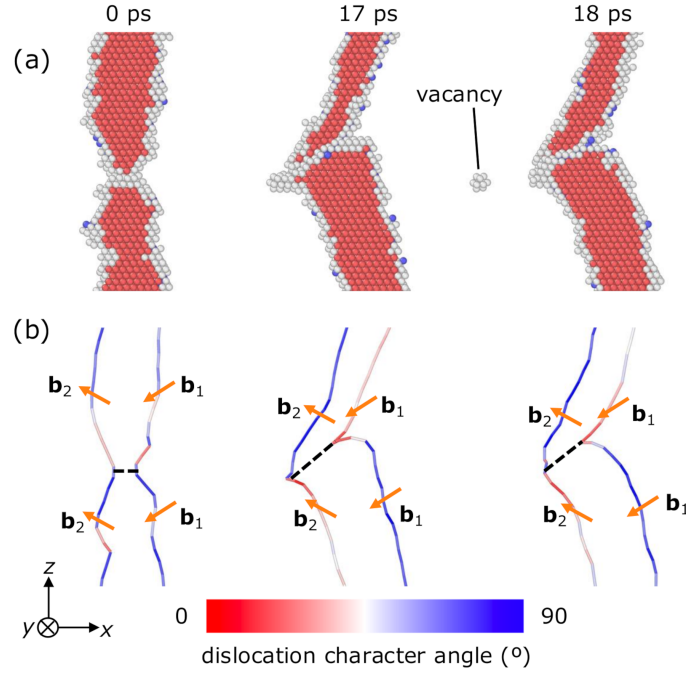 0 ps 17 ps 18 ps
(a)
vacancy
(b)
b2 b1 b2 b1 b2 b1
b2 b1 b2 b1 b2 b1
z
y x
0 90
dislocation character angle (º)